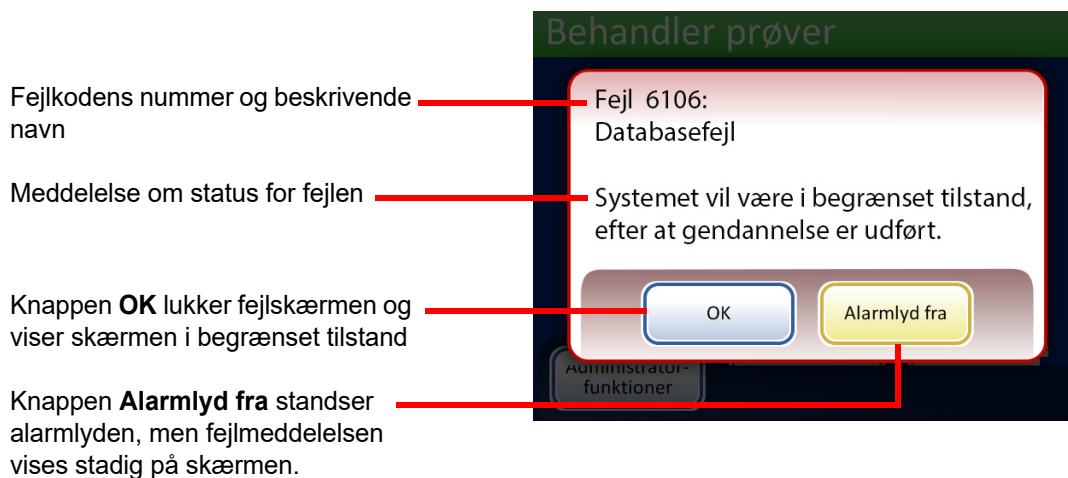 Behandler prøver
Fejlkodens nummer og beskrivende
navn
Fejl 6106:
Databasefejl
Meddelelse om status for fejlen
Systemet vil være i begrænset tilstand,
efter at gendannelse er udført.
Knappen OK lukker fejlskærmen og
viser skærmen i begrænset tilstand
OK
Alarmlyd fra
Knappen Alarmlyd fra standser
alarmlyden, men fejlmeddelelsen
vises stadig på skærmen.
Administrator-
funktioner